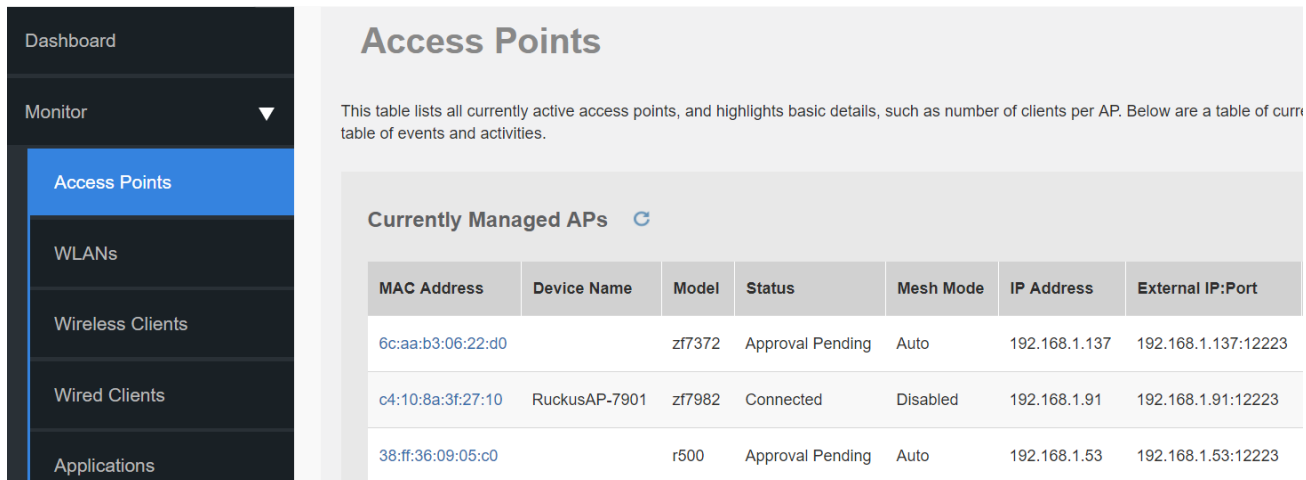 Dashboard
Monitor
Access Points
WLANs
Wireless Clients
Wired Clients
Applications
Access Points
This table lists all currently active access points, and highlights basic details, such as number of clients per AP. Below are a table of
table of events and activities.
Currently Managed APs
MAC Address Device Name Model Status Mesh Mode IP Address External IP:Port
6c:aa:b3:06:22:d0 zf7372 Approval Pending Auto 192.168.1.137 192.168.1.137:12223
c4:10:8a:3f:27:10 RuckusAP-7901 zf7982 Connected Disabled 192.168.1.91 192.168.1.91:12223
38:ff:36:09:05:c0 r500 Approval Pending Auto 192.168.1.53 192.168.1.53:12223